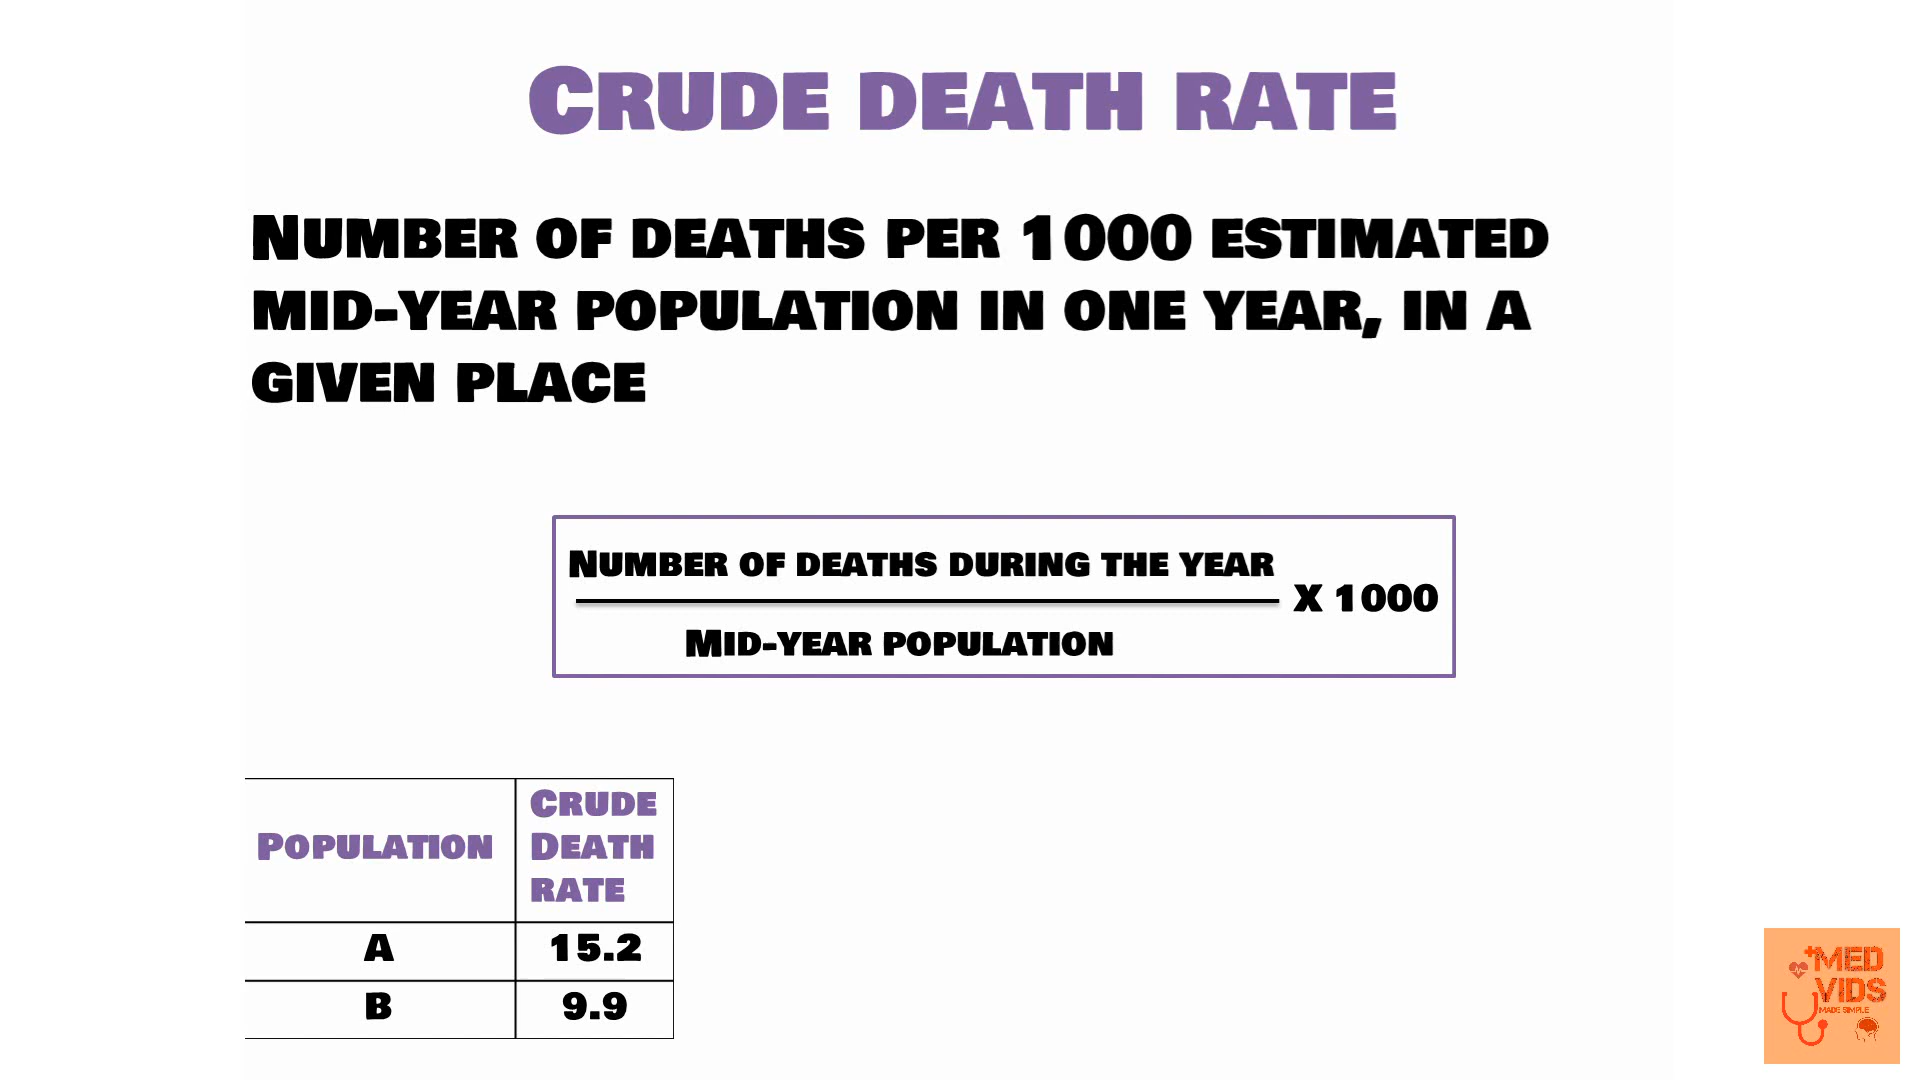 Crude death rate
Number of deaths per 1000 estimated
mid-year population in one year, in a
given place
Number of deaths during the year
x 1000
Mid-year population
Population
Crude
Death
rate
A
15.2
B
9.9
MED
VIDS
MADE SIMPLE